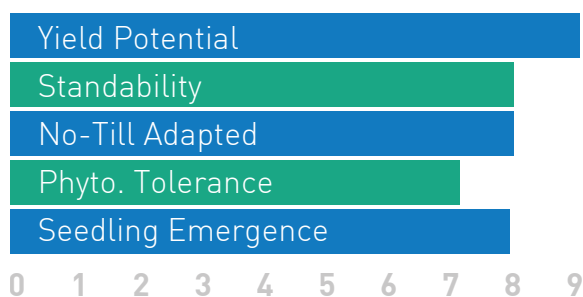 Yield Potential
Standability
No-Till Adapted
Phyto. Tolerance
Seedling Emergence
0 1 2 3 4 5 6 7 8 9